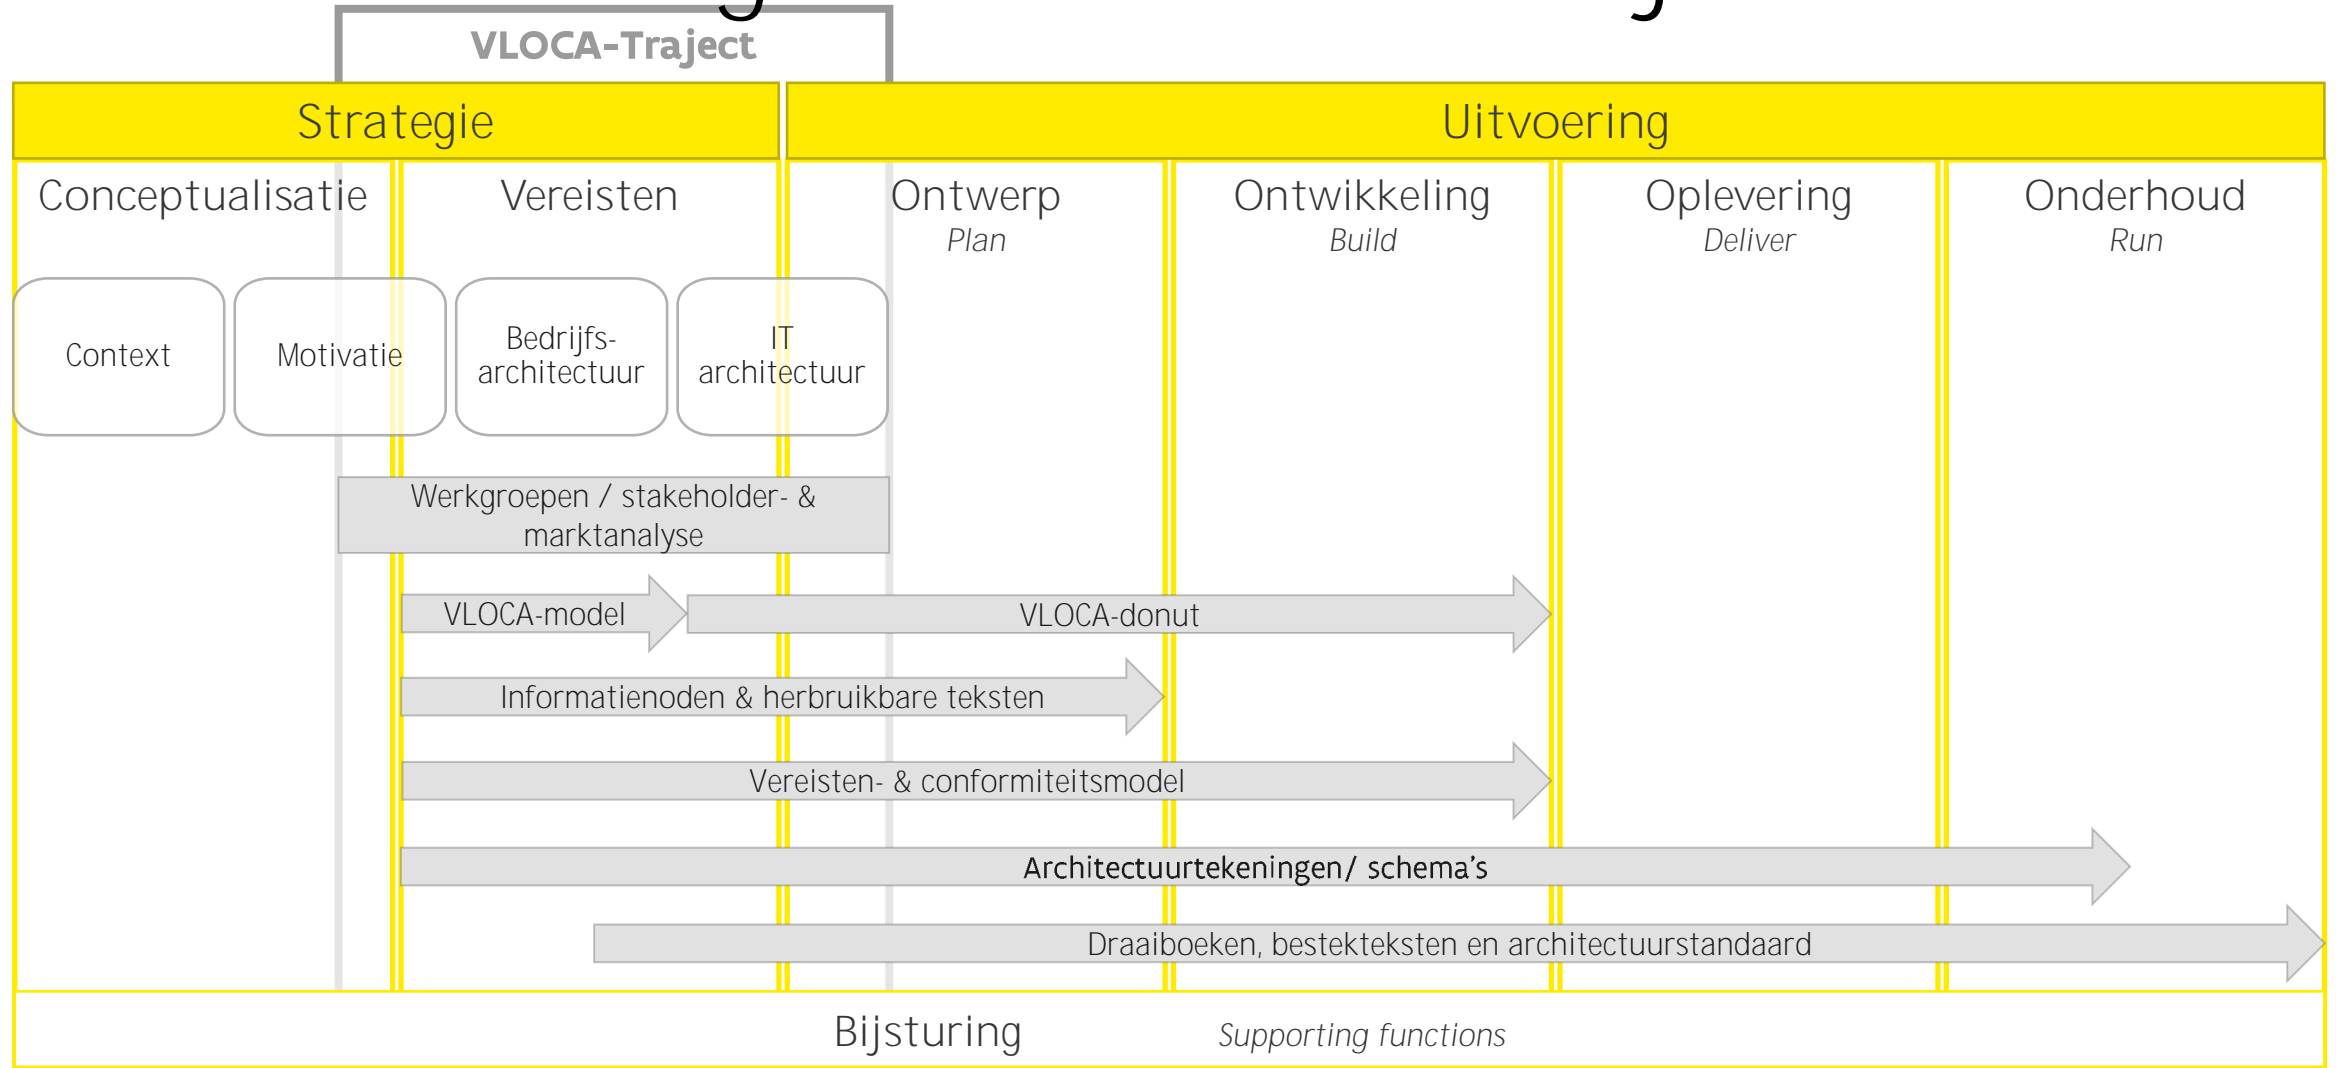 VLOCA-Traject
Strategie
Uitvoering
Conceptualisatie
Vereisten
Ontwerp
Plan
Ontwikkeling
Build
Oplevering
Deliver
Onderhoud
Run
Context
Motivatie
Bedrijfs-
architectuur
IT
architectuur
Werkgroepen / stakeholder- &
marktanalyse
VLOCA-model
VLOCA-donut
Informatienoden & herbruikbare teksten
Vereisten- & conformiteitsmodel
Architectuurtekeningen/ schema's
Draaiboeken, bestekteksten en architectuurstandaard
Bijsturing
Supporting functions